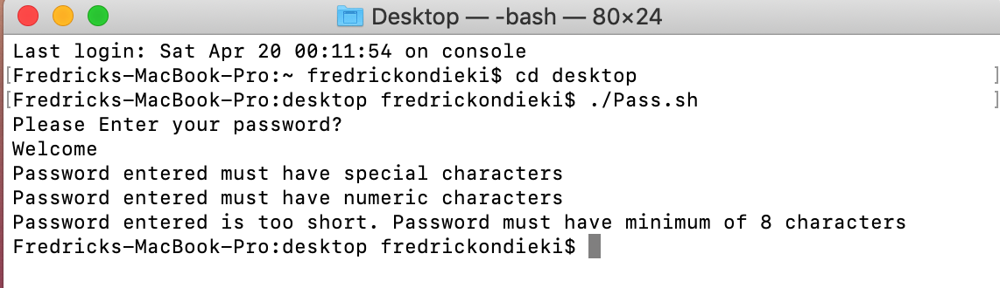 Desktop — -bash — 80×24
Last login: Sat Apr 20 00:11:54 on console
[Fredricks-MacBook-Pro:~ fredrickondieki$ cd desktop ]
[Fredricks-MacBook-Pro:desktop fredrickondieki$ ./Pass.sh ]
Please Enter your password?
Welcome
Password entered must have special characters
Password entered must have numeric characters
Password entered is too short. Password must have minimum of 8 characters
Fredricks-MacBook-Pro:desktop fredrickondieki$